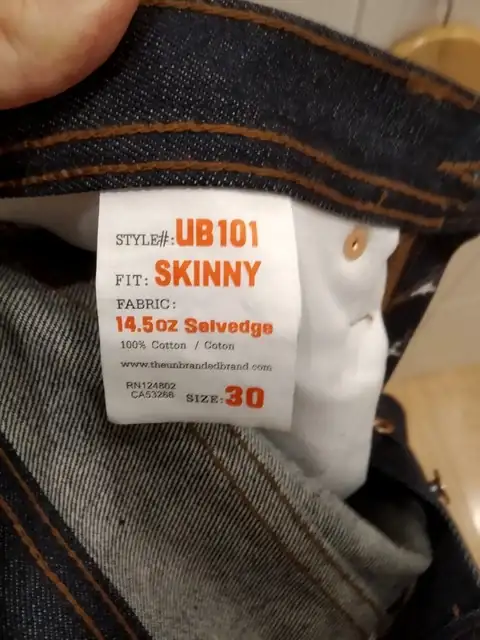 STYLE#: UB101
FIT: SKINNY
FABRIC:
14.5oz Selvedge
100% Cotton / Coton
www.theunbrandedbrand.com
RN124802
CA53266 SIZE: 30